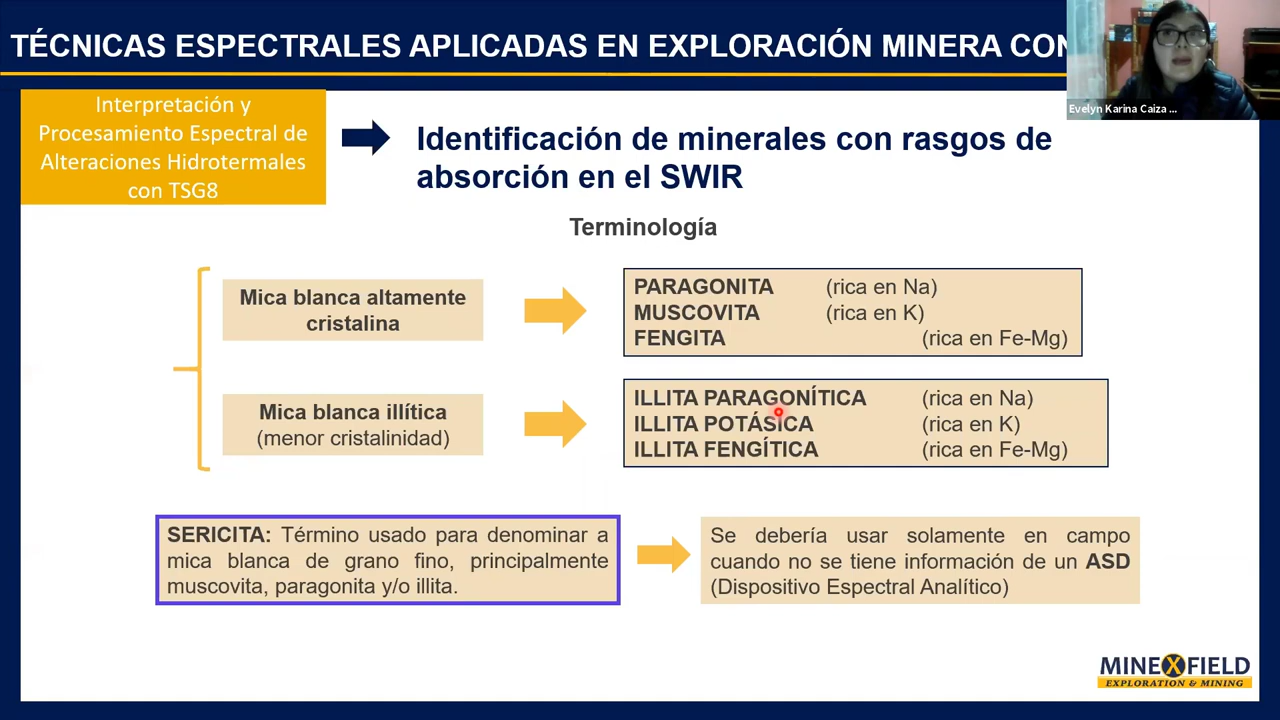 TÉCNICAS ESPECTRALES APLICADAS EN EXPLORACIÓN MINERA CON
Evelyn Karina Caiza ...
Interpretación y
Procesamiento Espectral de
Alteraciones Hidrotermales
con TSG8
Identificación de minerales con rasgos de
absorción en el SWIR
Terminología
Mica blanca altamente
cristalina
PARAGONITA (rica en Na)
MUSCOVITA (rica en K)
FENGITA (rica en Fe-Mg)
Mica blanca illítica
(menor cristalinidad)
ILLITA PARAGONÍTICA (rica en Na)
ILLITA POTÁSICA (rica en K)
ILLITA FENGÍTICA (rica en Fe-Mg)
SERICITA: Término usado para denominar a
mica blanca de grano fino, principalmente
muscovita, paragonita y/o illita.
Se debería usar solamente en campo
cuando no se tiene información de un ASD
(Dispositivo Espectral Analítico)
MINEXFIELD
EXPLORATION & MINING